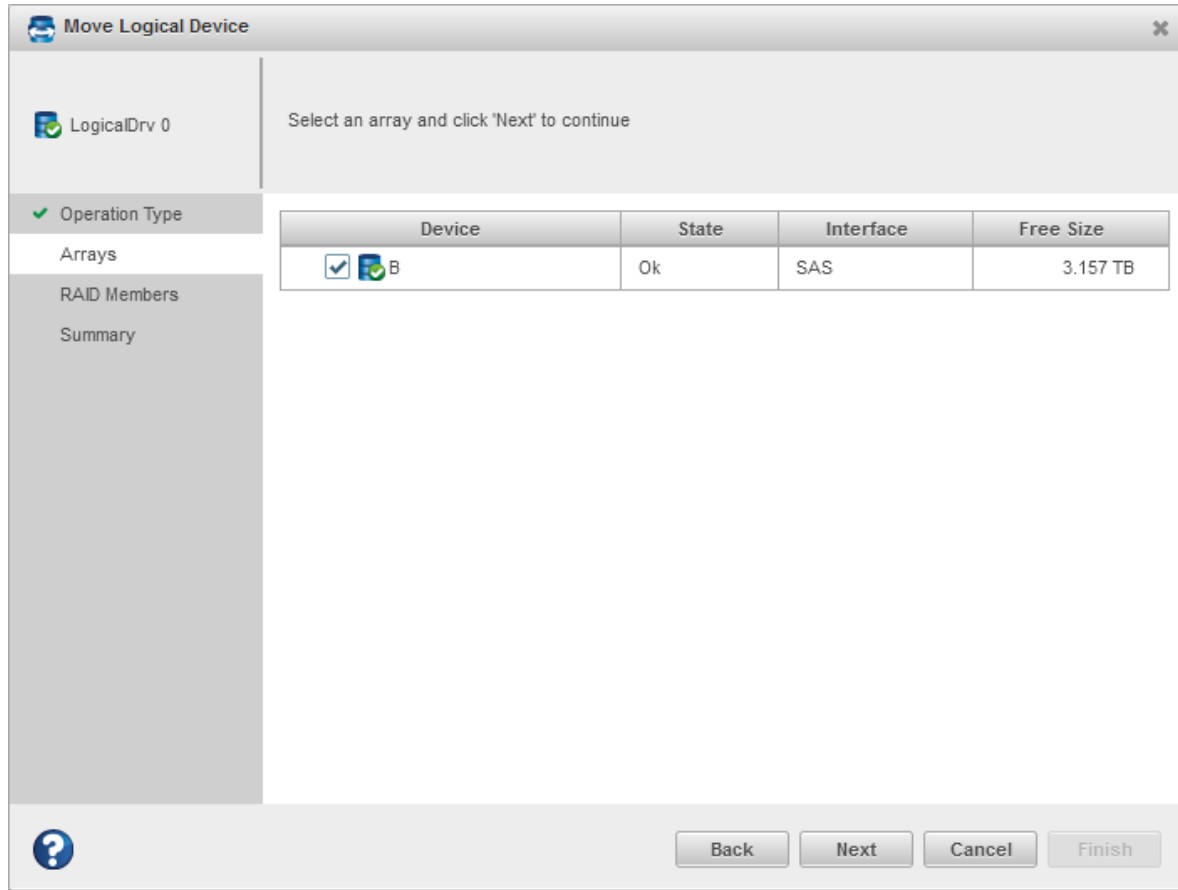 Move Logical Device
LogicalDrv 0
Select an array and click 'Next' to continue
Operation Type
Arrays
RAID Members
Summary
Device State Interface Free Size
B Ok SAS 3.157 TB
? Back Next Cancel Finish